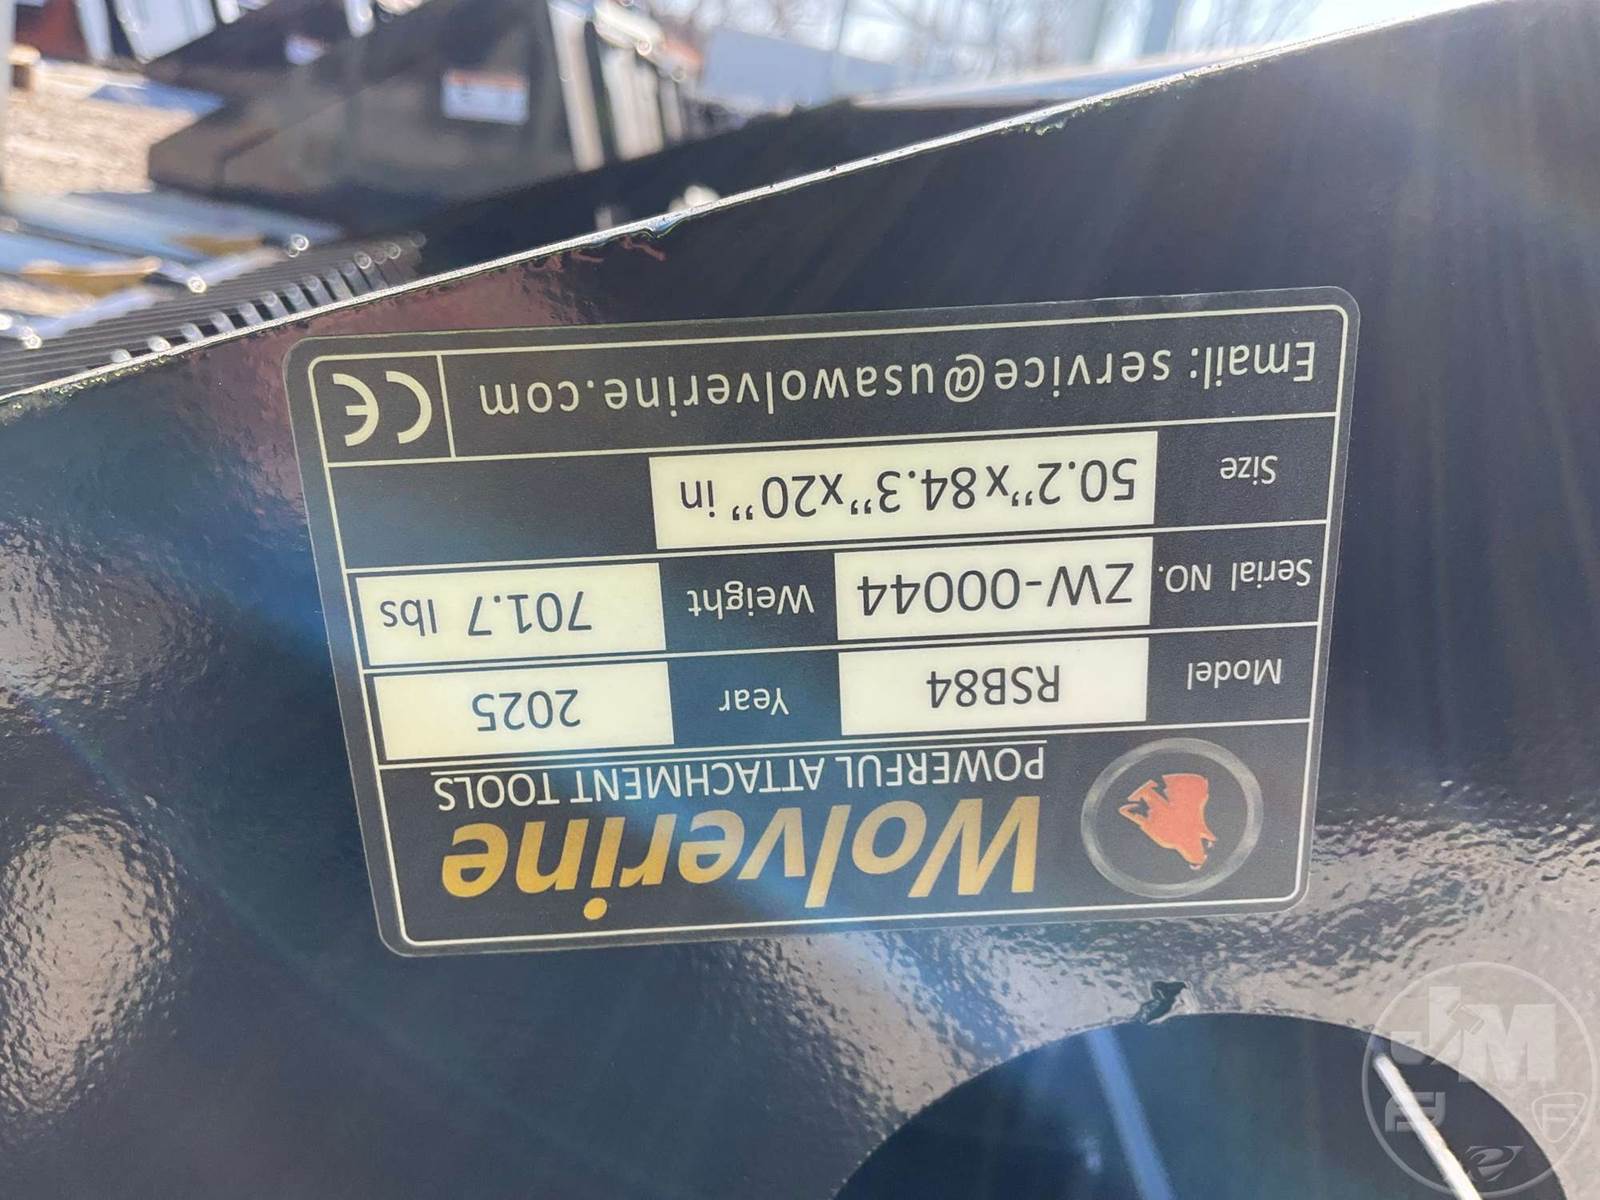 Wolverine
POWERFUL ATTACHMENT TOOLS
Model RSB84 Year 2025
Serial NO. ZW-00044 Weight 701.7 lbs
Size 50.2"x84.3"x20" in
Email: service@usawolverine.com CE
JM